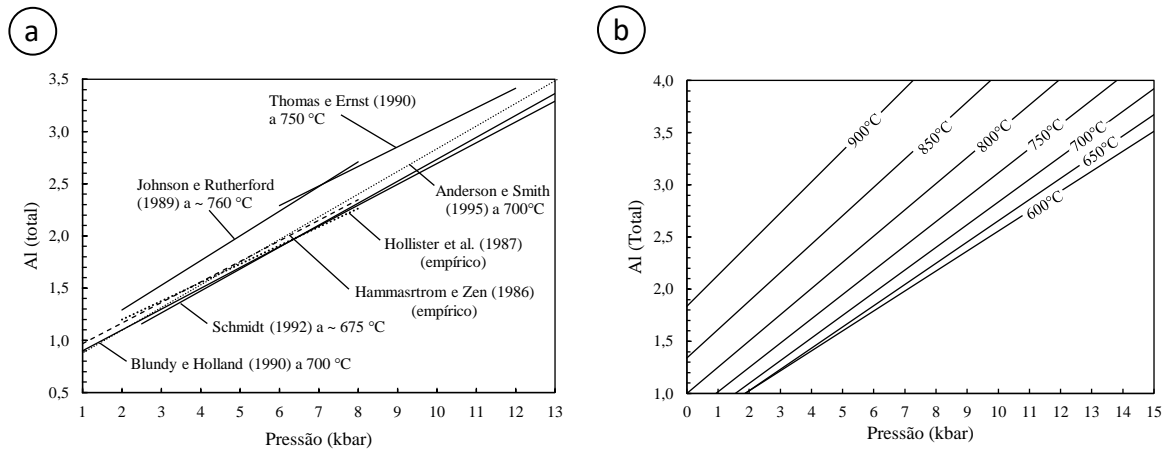 a
Al (total)
3,5
3,0
2,5
2,0
1,5
1,0
0,5
Thomas e Ernst (1990)
a 750 °C
Johnson e Rutherford
(1989) a ~ 760 °C
Anderson e Smith
(1995) a 700°C
Hollister et al. (1987)
(empírico)
Hammasrtrom e Zen (1986)
(empírico)
Schmidt (1992) a ~ 675 °C
Blundy e Holland (1990) a 700 °C
1 2 3 4 5 6 7 8 9 10 11 12 13
Pressão (kbar)
b
Al (Total)
4,0
3,5
4,0
2,5
2,0
1,5
1,0
900°C
850°C
800°C
750°C
700°C
650°C
600°C
0 1 2 3 4 5 6 7 8 9 10 11 12 13 14 15
Pressão (kbar)